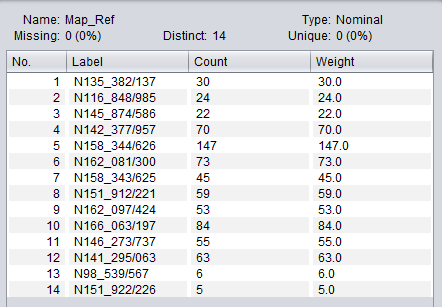 Name: Map_Ref Type: Nominal
Missing: 0 (0%) Distinct: 14 Unique: 0 (0%)
No. Label Count Weight
1 N135_382/137 30 30.0
2 N116_848/985 24 24.0
3 N145_874/586 22 22.0
4 N142_377/957 70 70.0
5 N158_344/626 147 147.0
6 N162_081/300 73 73.0
7 N158_343/625 45 45.0
8 N151_912/221 59 59.0
9 N162_097/424 53 53.0
10 N166_063/197 84 84.0
11 N146_273/737 55 55.0
12 N141_295/063 63 63.0
13 N98_539/567 6 6.0
14 N151_922/226 5 5.0